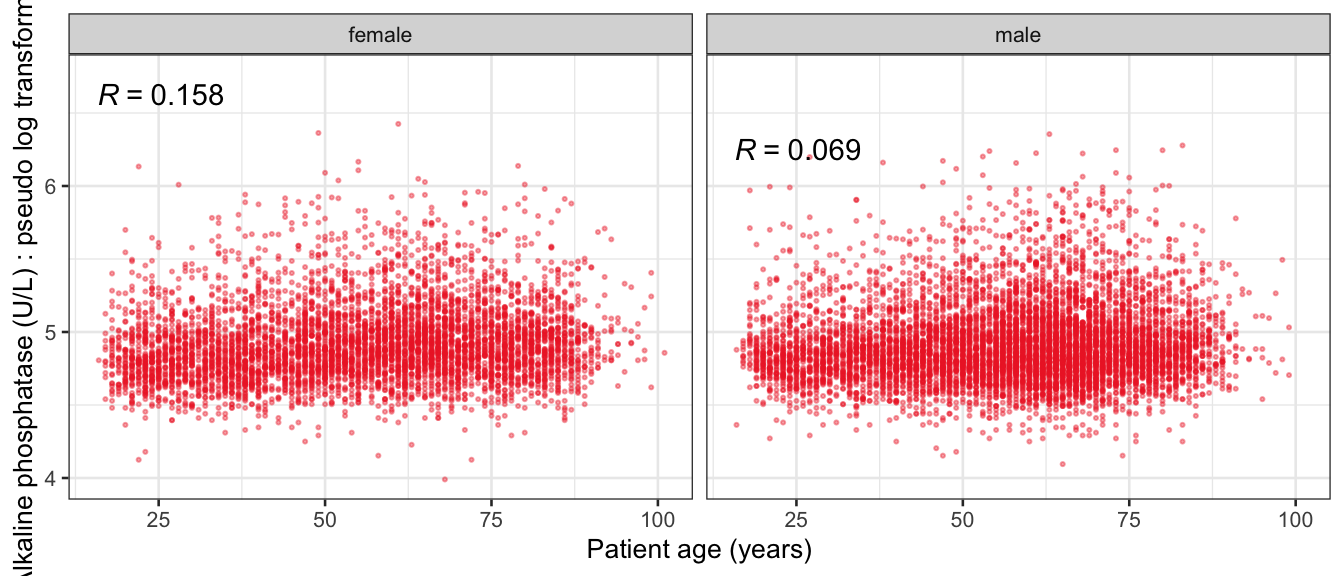 female
male
R = 0.158
R = 0.069
lkaline phosphatase (U/L) : pseudo log transform
6
5
4
25
50
75
100
25
50
75
100
Patient age (years)